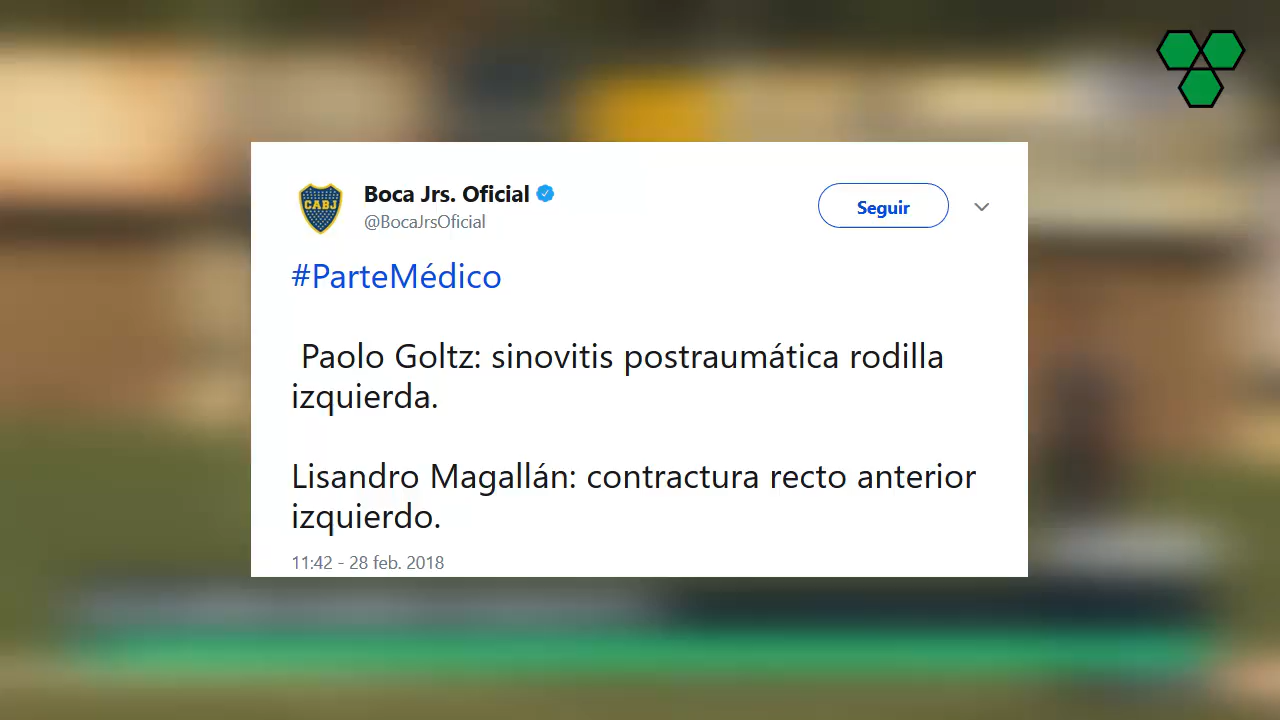 CABJ
Boca Jrs. Oficial
@BocaJrsOficial
Seguir
#ParteMédico
Paolo Goltz: sinovitis postraumática rodilla
izquierda.
Lisandro Magallán: contractura recto anterior
izquierdo.
11:42 - 28 feb. 2018